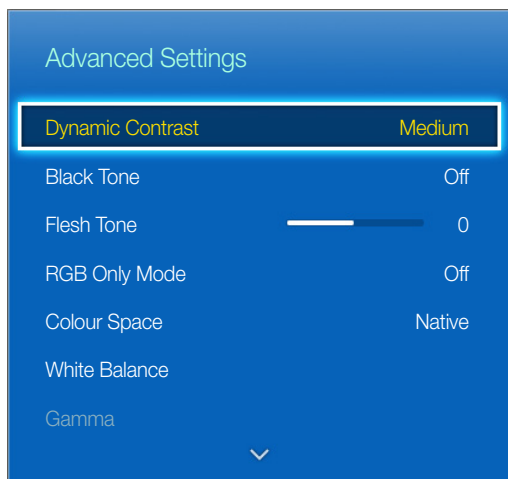 Advanced Settings
Dynamic Contrast Medium
Black Tone Off
Flesh Tone 0
RGB Only Mode Off
Colour Space Native
White Balance
Gamma